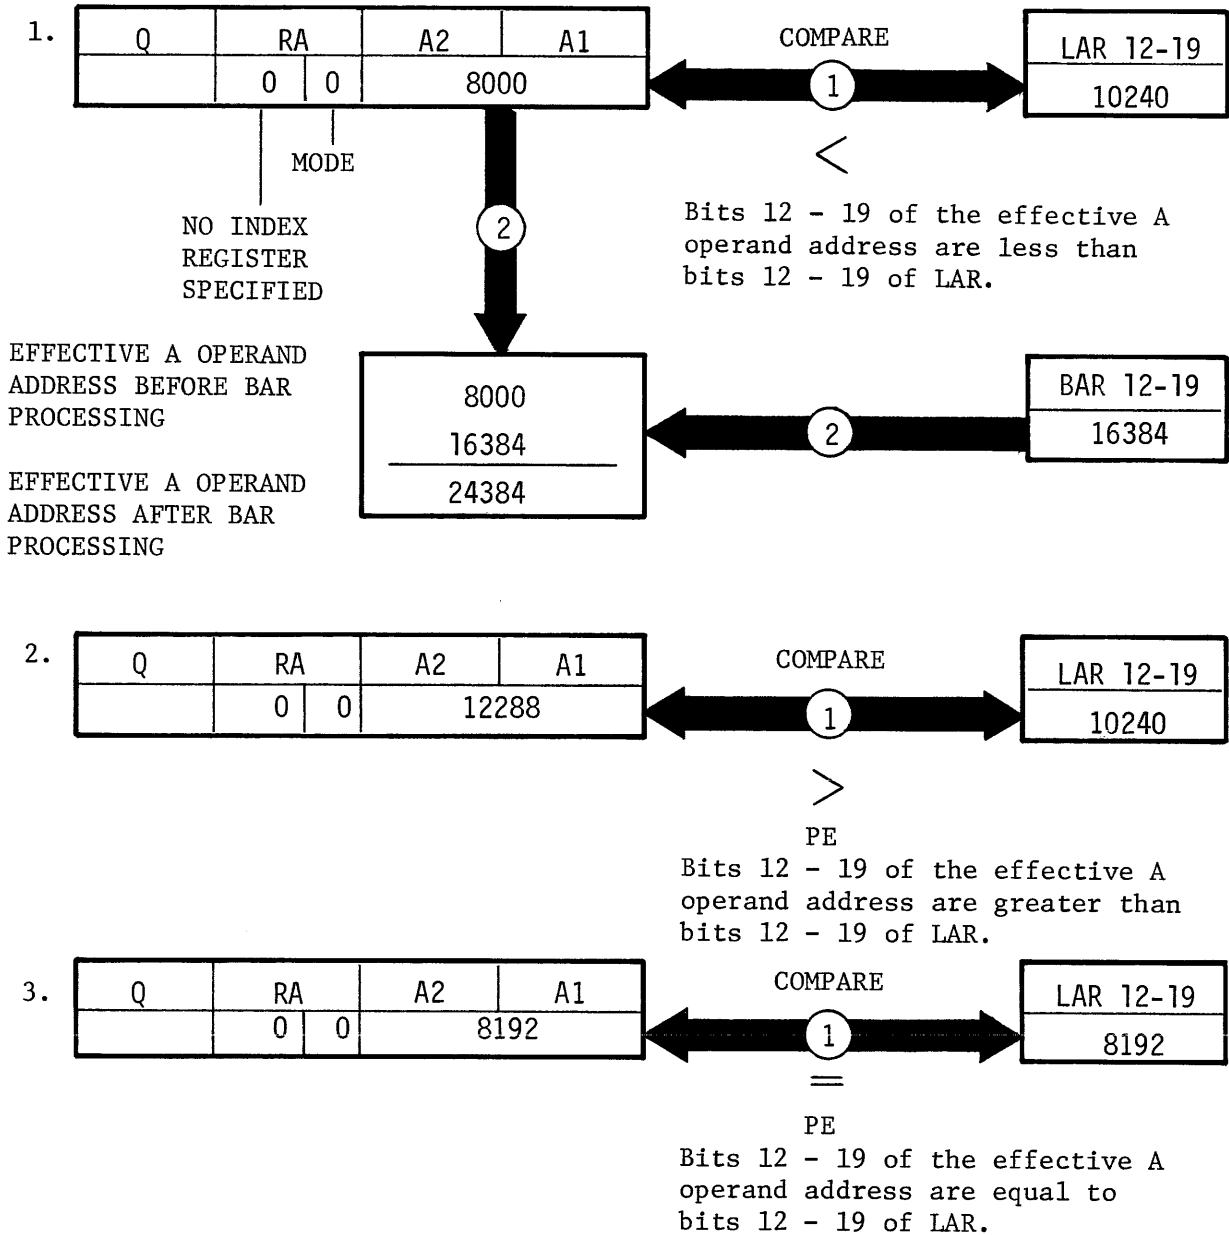 1.
Q RA A2 A1
0 0 8000
COMPARE
1
<
LAR 12-19
10240
MODE
NO INDEX
REGISTER
SPECIFIED
2
Bits 12 - 19 of the effective A
operand address are less than
bits 12 - 19 of LAR.
EFFECTIVE A OPERAND
ADDRESS BEFORE BAR
PROCESSING
8000
16384
24384
2
BAR 12-19
16384
EFFECTIVE A OPERAND
ADDRESS AFTER BAR
PROCESSING
2.
Q RA A2 A1
0 0 12288
COMPARE
1
>
LAR 12-19
10240
PE
Bits 12 - 19 of the effective A
operand address are greater than
bits 12 - 19 of LAR.
3.
Q RA A2 A1
0 0 8192
COMPARE
1
=
LAR 12-19
8192
PE
Bits 12 - 19 of the effective A
operand address are equal to
bits 12 - 19 of LAR.